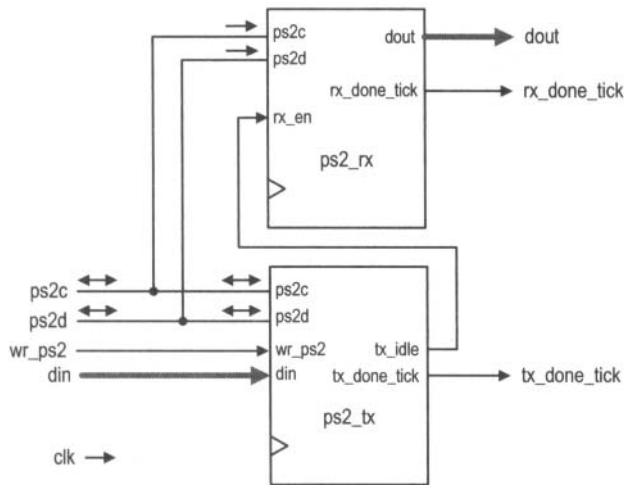 ps2c
ps2d
dout
dout
rx_done_tick
rx_done_tick
rx_en
ps2_rx
ps2c
ps2c
ps2d
ps2d
wr_ps2
wr_ps2
tx_idle
din
din
tx_done_tick
tx_done_tick
ps2_tx
clk